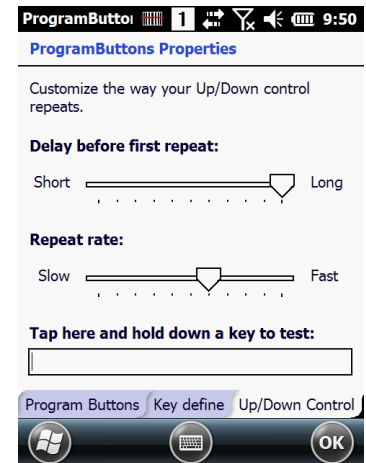 ProgramButtoı 1 9:50
ProgramButtons Properties
Customize the way your Up/Down control
repeats.
Delay before first repeat:
Short Long
Repeat rate:
Slow Fast
Tap here and hold down a key to test:
Program Buttons Key define Up/Down Control
OK